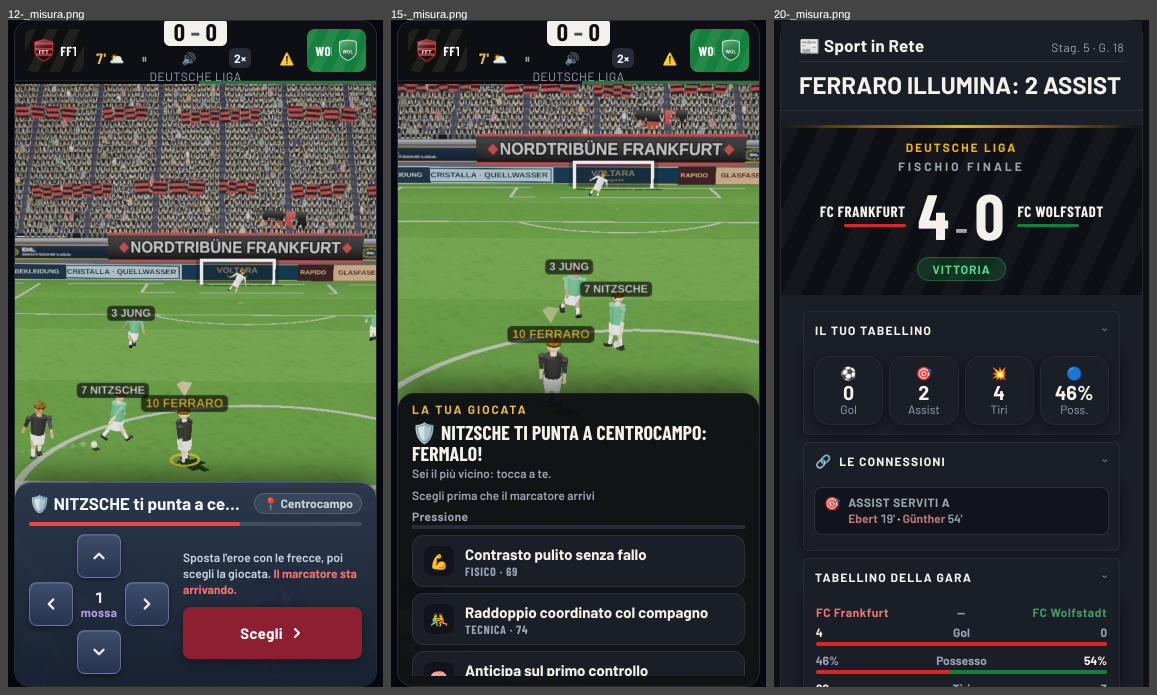 12-_misura.png
0 - 0
FFT
FFT
7'
2×
WOL
DEUTSCHE LIGA
NORDTRIBÜNE FRANKFURT
BEKLEIDUNG
CRISTALLA · QUELLWASSER
VOLTARA
RAPIDO
GLASFASE
3 JUNG
7 NITZSCHE
10 FERRARO
NITZSCHE ti punta a ce...
Centrocampo
Sposta l'eroe con le frecce, poi
scegli la giocata. Il marcatore sta
arrivando.
1
mossa
Scegli
15-_misura.png
0 - 0
FFT
7'
2×
WOL
DEUTSCHE LIGA
NORDTRIBÜNE FRANKFURT
IDUNG
CRISTALLA · QUELLWASSER
VOLTARA
RAPIDO
GLASFASE
3 JUNG
7 NITZSCHE
10 FERRARO
LA TUA GIOCATA
NITZSCHE TI PUNTA A CENTROCAMPO:
FERMALO!
Sei il più vicino: tocca a te.
Scegli prima che il marcatore arrivi
Pressione
Contrasto pulito senza fallo
FISICO · 69
Raddoppio coordinato col compagno
TECNICA · 74
Anticipa sul primo controllo
20-_misura.png
Sport in Rete
Stag. 5 · G. 18
FERRARO ILLUMINA: 2 ASSIST
DEUTSCHE LIGA
FISCHIO FINALE
FC FRANKFURT
4-0
FC WOLFSTADT
VITTORIA
IL TUO TABELLINO
0
Gol
2
Assist
4
Tiri
46%
Poss.
LE CONNESSIONI
ASSIST SERVITI A
Ebert 19' · Günther 54'
TABELLINO DELLA GARA
FC Frankfurt
–
FC Wolfstadt
4
Gol
0
46%
Possesso
54%